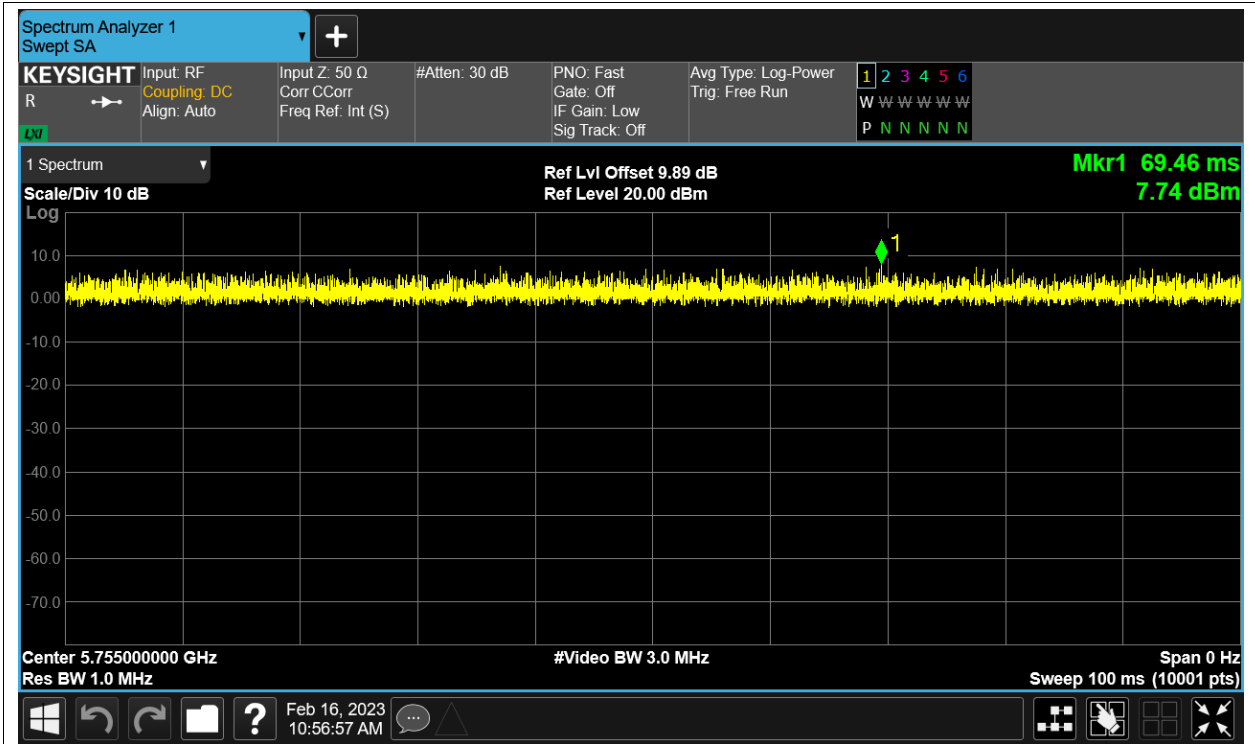 Spectrum Analyzer 1
Swept SA
KEYSIGHT
R
LXI
Input: RF
Coupling: DC
Align: Auto
Input Z: 50 Ω
Corr CCorr
Freq Ref: Int (S)
#Atten: 30 dB
PNO: Fast
Gate: Off
IF Gain: Low
Sig Track: Off
Avg Type: Log-Power
Trig: Free Run
1 2 3 4 5 6
W W W W W W
P N N N N N
1 Spectrum
Scale/Div 10 dB
Log
Ref Lvl Offset 9.89 dB
Ref Level 20.00 dBm
Mkr1 69.46 ms
7.74 dBm
1
10.0
0.00
-10.0
-20.0
-30.0
-40.0
-50.0
-60.0
-70.0
Center 5.755000000 GHz
Res BW 1.0 MHz
#Video BW 3.0 MHz
Span 0 Hz
Sweep 100 ms (10001 pts)
?
Feb 16, 2023
10:56:57 AM